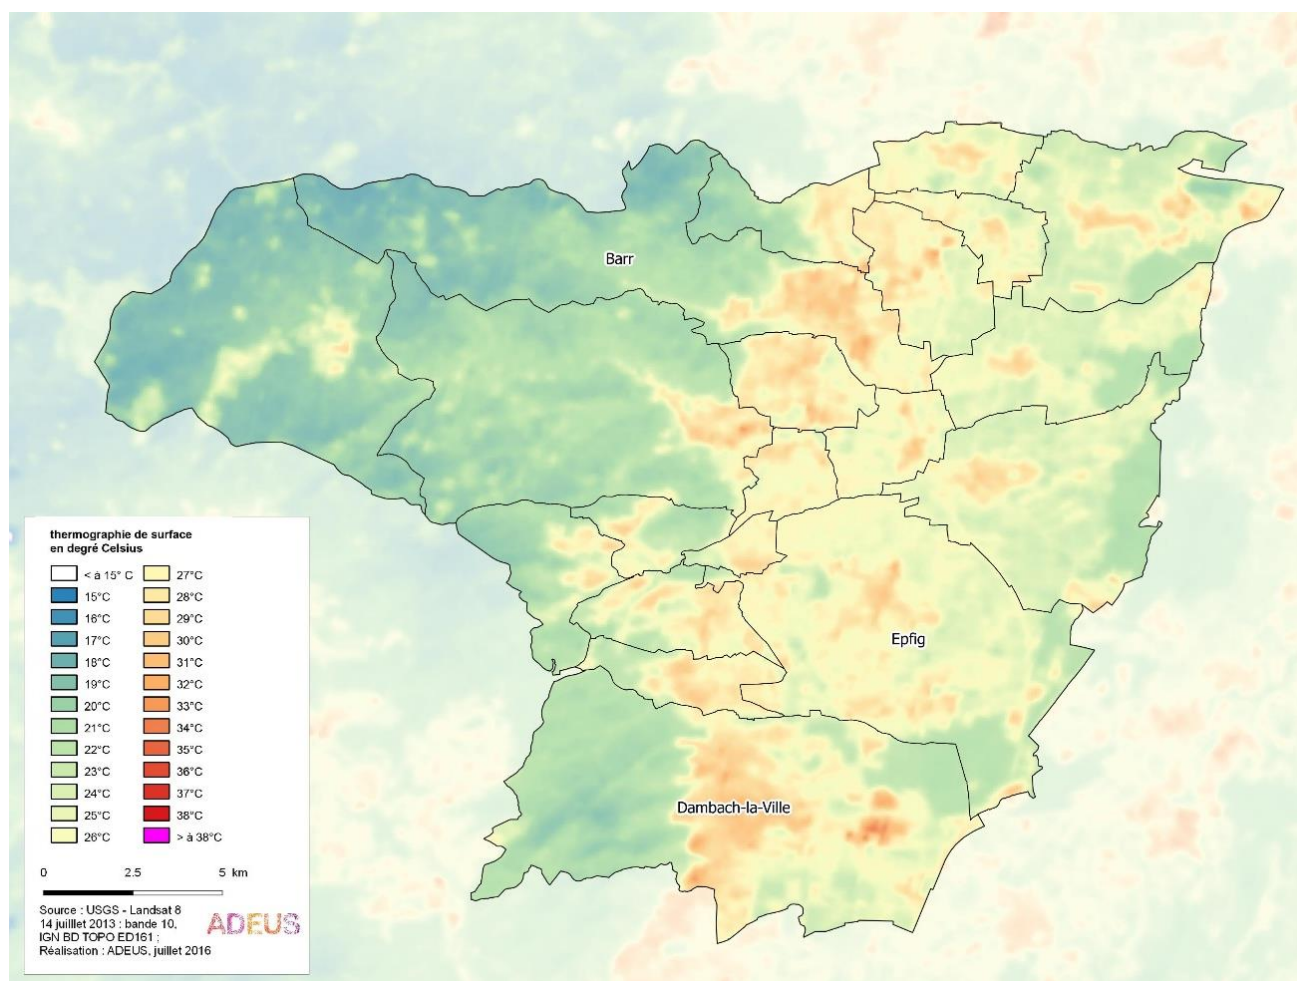 Barr
Epfig
Dambach-la-Ville
thermographie de surface
en degré Celsius
< à 15° C
15°C
16°C
17°C
18°C
19°C
20°C
21°C
22°C
23°C
24°C
25°C
26°C
27°C
28°C
29°C
30°C
31°C
32°C
33°C
34°C
35°C
36°C
37°C
38°C
> à 38°C
0 2.5 5 km
Source : USGS - Landsat 8
14 juilllet 2013 : bande 10,
IGN BD TOPO ED161 ;
Réalisation : ADEUS, juillet 2016
ADEUS